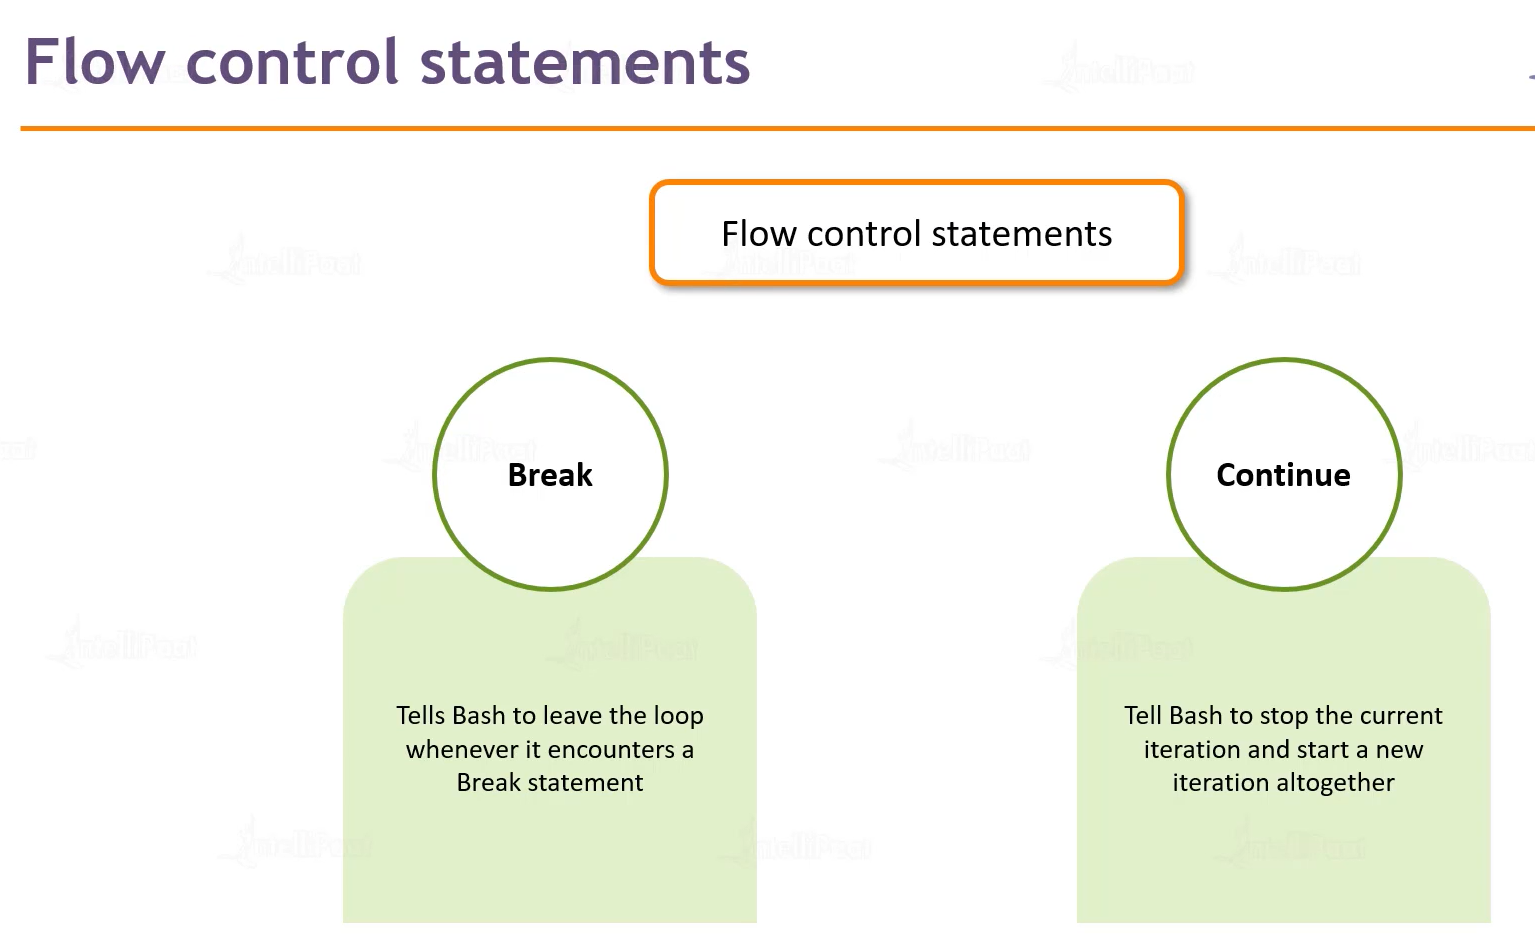 Flow control statements
Flow control statements
Break
Continue
Tells Bash to leave the loop
whenever it encounters a
Break statement
Tell Bash to stop the current
iteration and start a new
iteration altogether